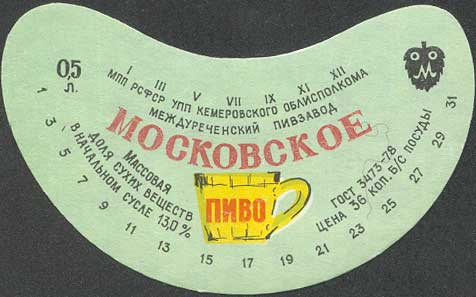 0,5
Л.
I III V VII IX XI XII
МПП РСФСР УПП КЕМЕРОВСКОГО ОБЛИСПОЛКОМА
МЕЖДУРЕЧЕНСКИЙ ПИВЗАВОД
МОСКОВСКОЕ
МАССОВАЯ
ДОЛЯ СУХИХ ВЕЩЕСТВ
В НАЧАЛЬНОМ СУСЛЕ 13,0%
ПИВО
ГОСТ 3473-78
ЦЕНА 36 КОП. Б/С ПОСУДЫ
1 3 5 7 9 11 13 15 17 19 21 23 25 27 29 31